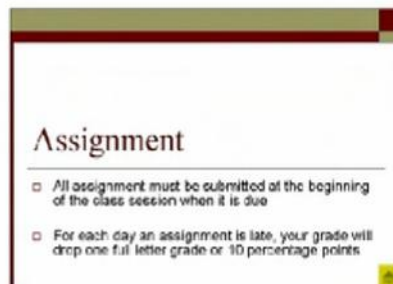 Assignment
All assignment must be submitted at the beginning
of the class session when it is due
For each day an assignment is late, your grade will
drop one full letter grade or 10 percentage points